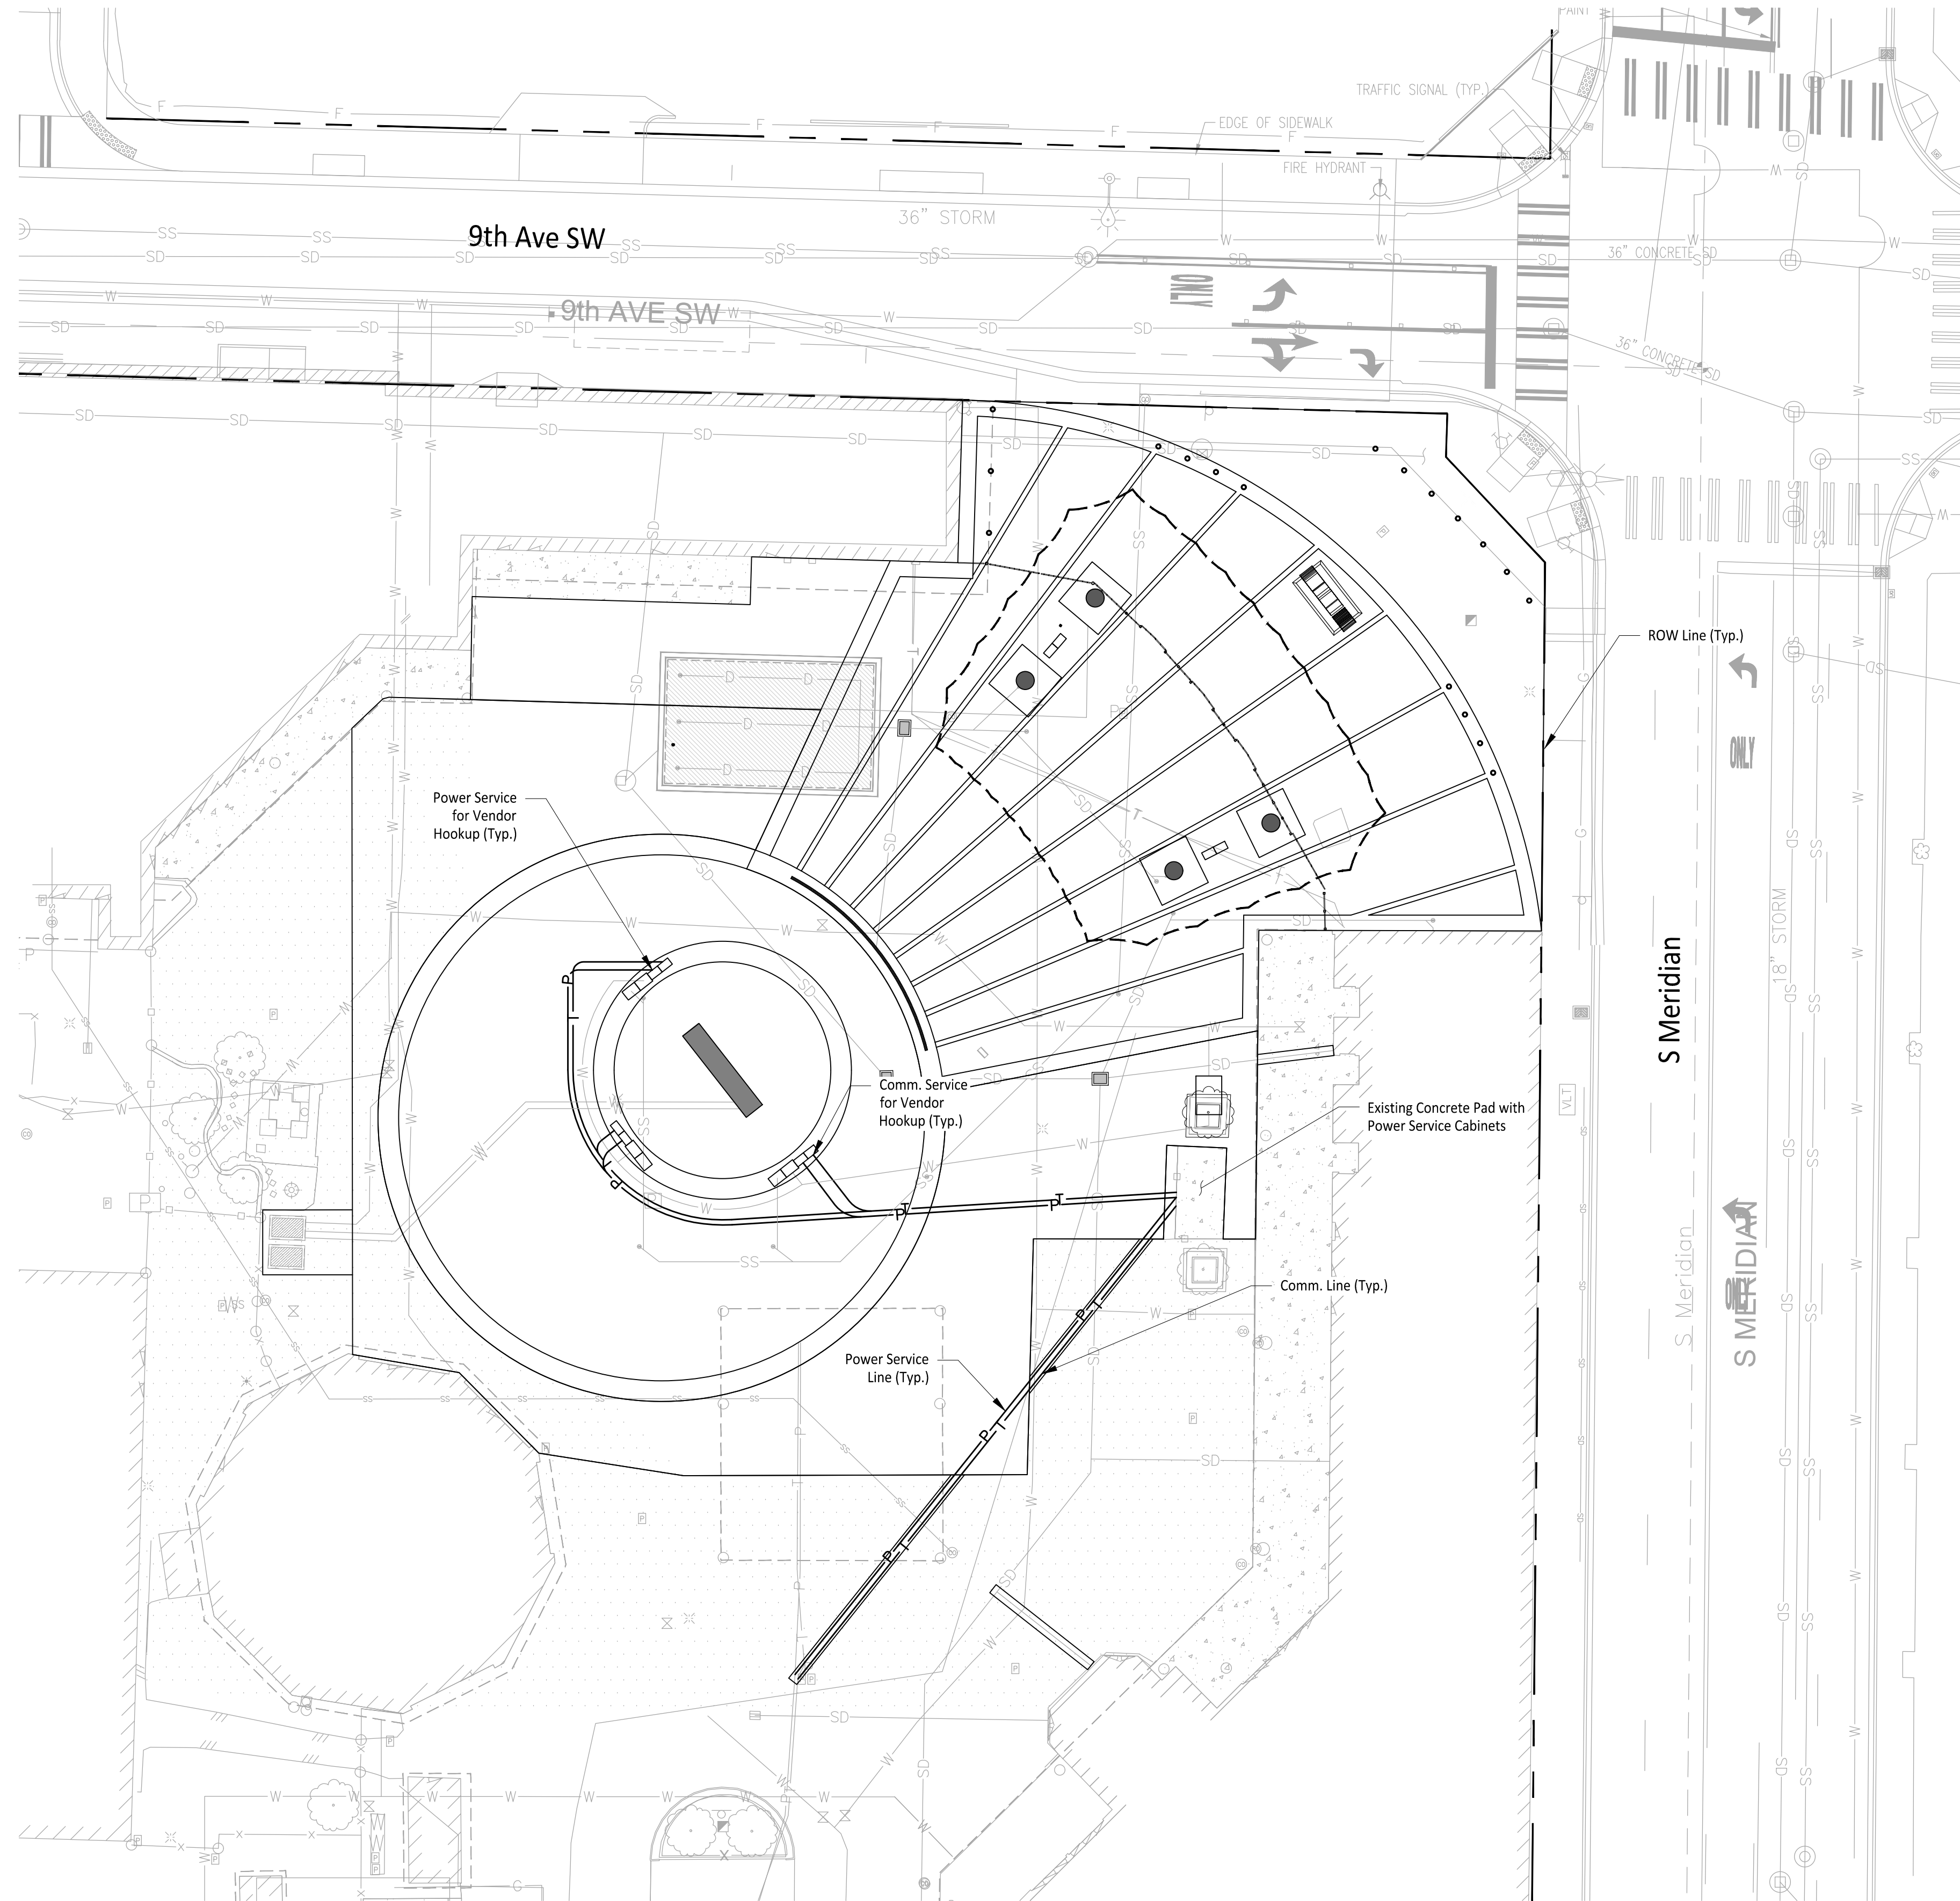 PAINT
TRAFFIC SIGNAL (TYP.)
EDGE OF SIDEWALK
FIRE HYDRANT
36" STORM
9th Ave SW
36" CONCRETE SD
ONLY
9th AVE SW
36" CONCRETE SD
ROW Line (Typ.)
ONLY
Power Service
for Vendor
Hookup (Typ.)
18" STORM
S Meridian
Comm. Service
for Vendor
Hookup (Typ.)
VLT
Existing Concrete Pad with
Power Service Cabinets
S Meridian
S MERIDIAN
ONLY
Comm. Line (Typ.)
Power Service
Line (Typ.)